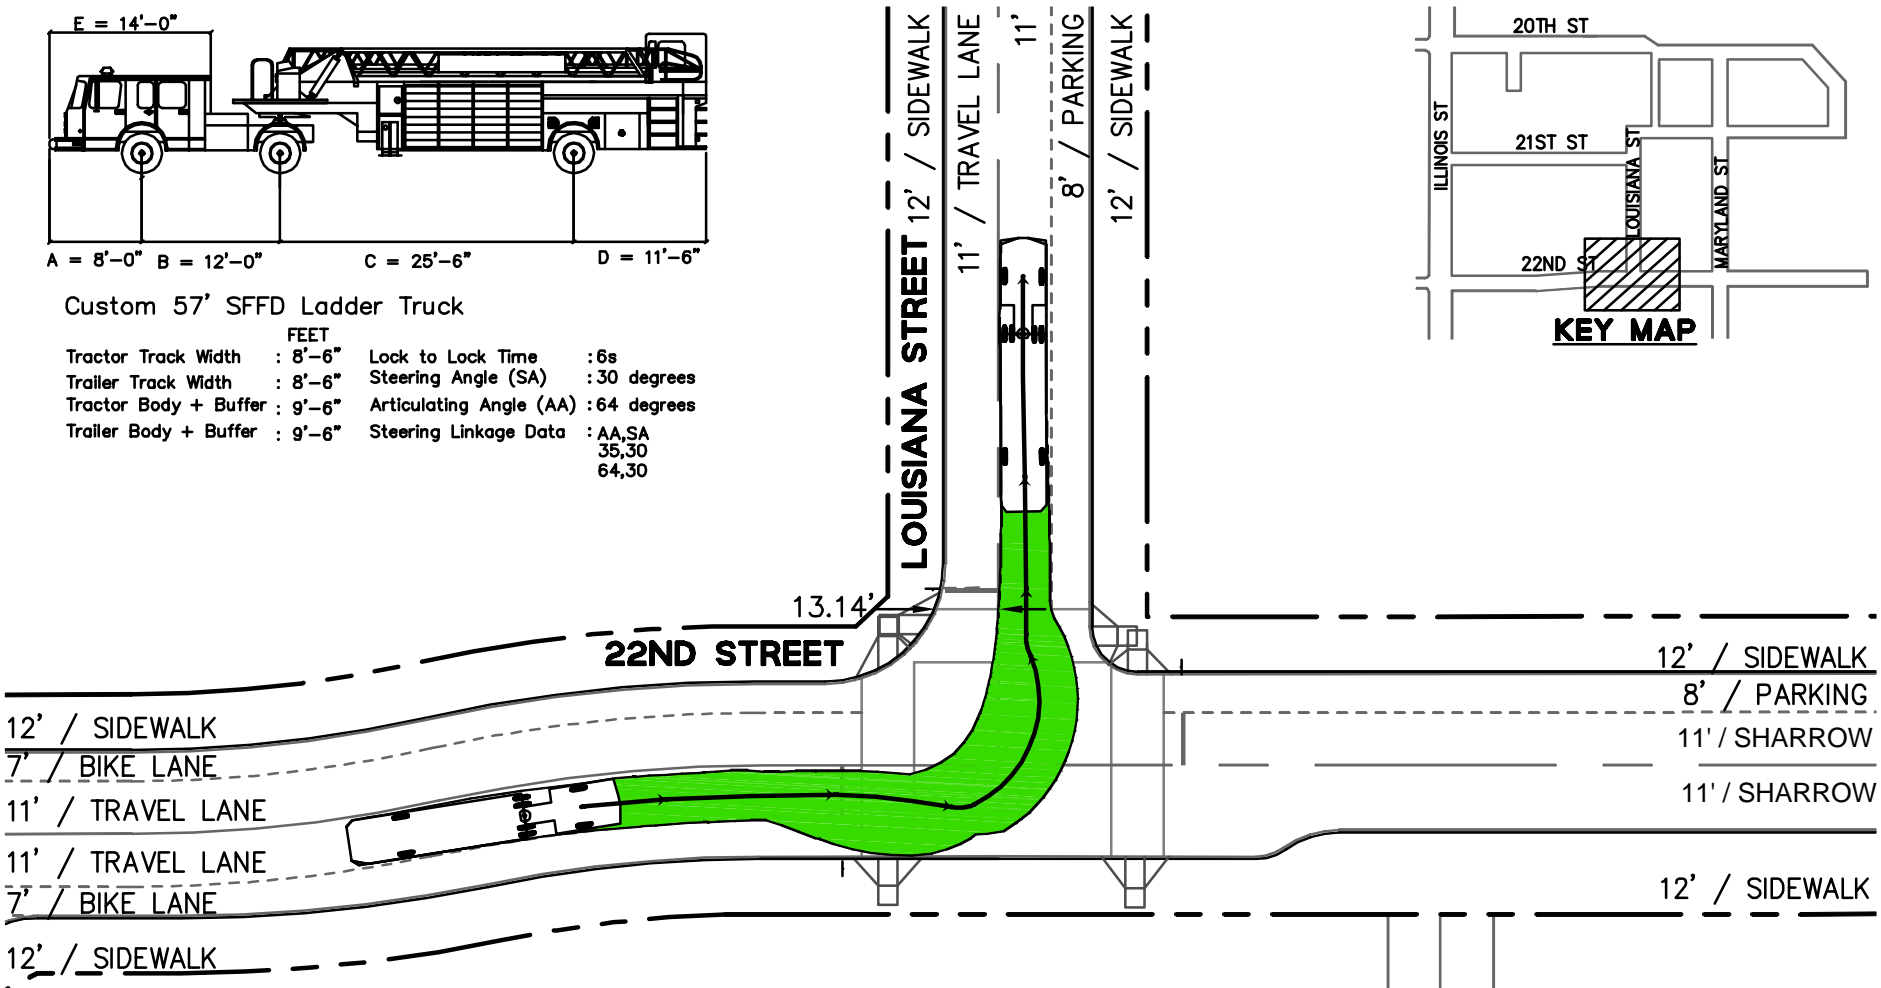 E = 14'-0"
A = 8'-0" B = 12'-0" C = 25'-6" D = 11'-6"
Custom 57' SFFD Ladder Truck
FEET
Tractor Track Width : 8'-6" Lock to Lock Time : 6s
Trailer Track Width : 8'-6" Steering Angle (SA) : 30 degrees
Tractor Body + Buffer : 9'-6" Articulating Angle (AA) : 64 degrees
Trailer Body + Buffer : 9'-6" Steering Linkage Data : AA,SA
35,30
64,30
LOUISIANA STREET
12' / SIDEWALK
11' / TRAVEL LANE
11'
8' / PARKING
12' / SIDEWALK
20TH ST
21ST ST
22ND ST
ILLINOIS ST
LOUISIANA ST
MARYLAND ST
KEY MAP
13.14'
22ND STREET
12' / SIDEWALK
7' / BIKE LANE
11' / TRAVEL LANE
11' / TRAVEL LANE
7' / BIKE LANE
12' / SIDEWALK
12' / SIDEWALK
8' / PARKING
11' / SHARROW
11' / SHARROW
12' / SIDEWALK